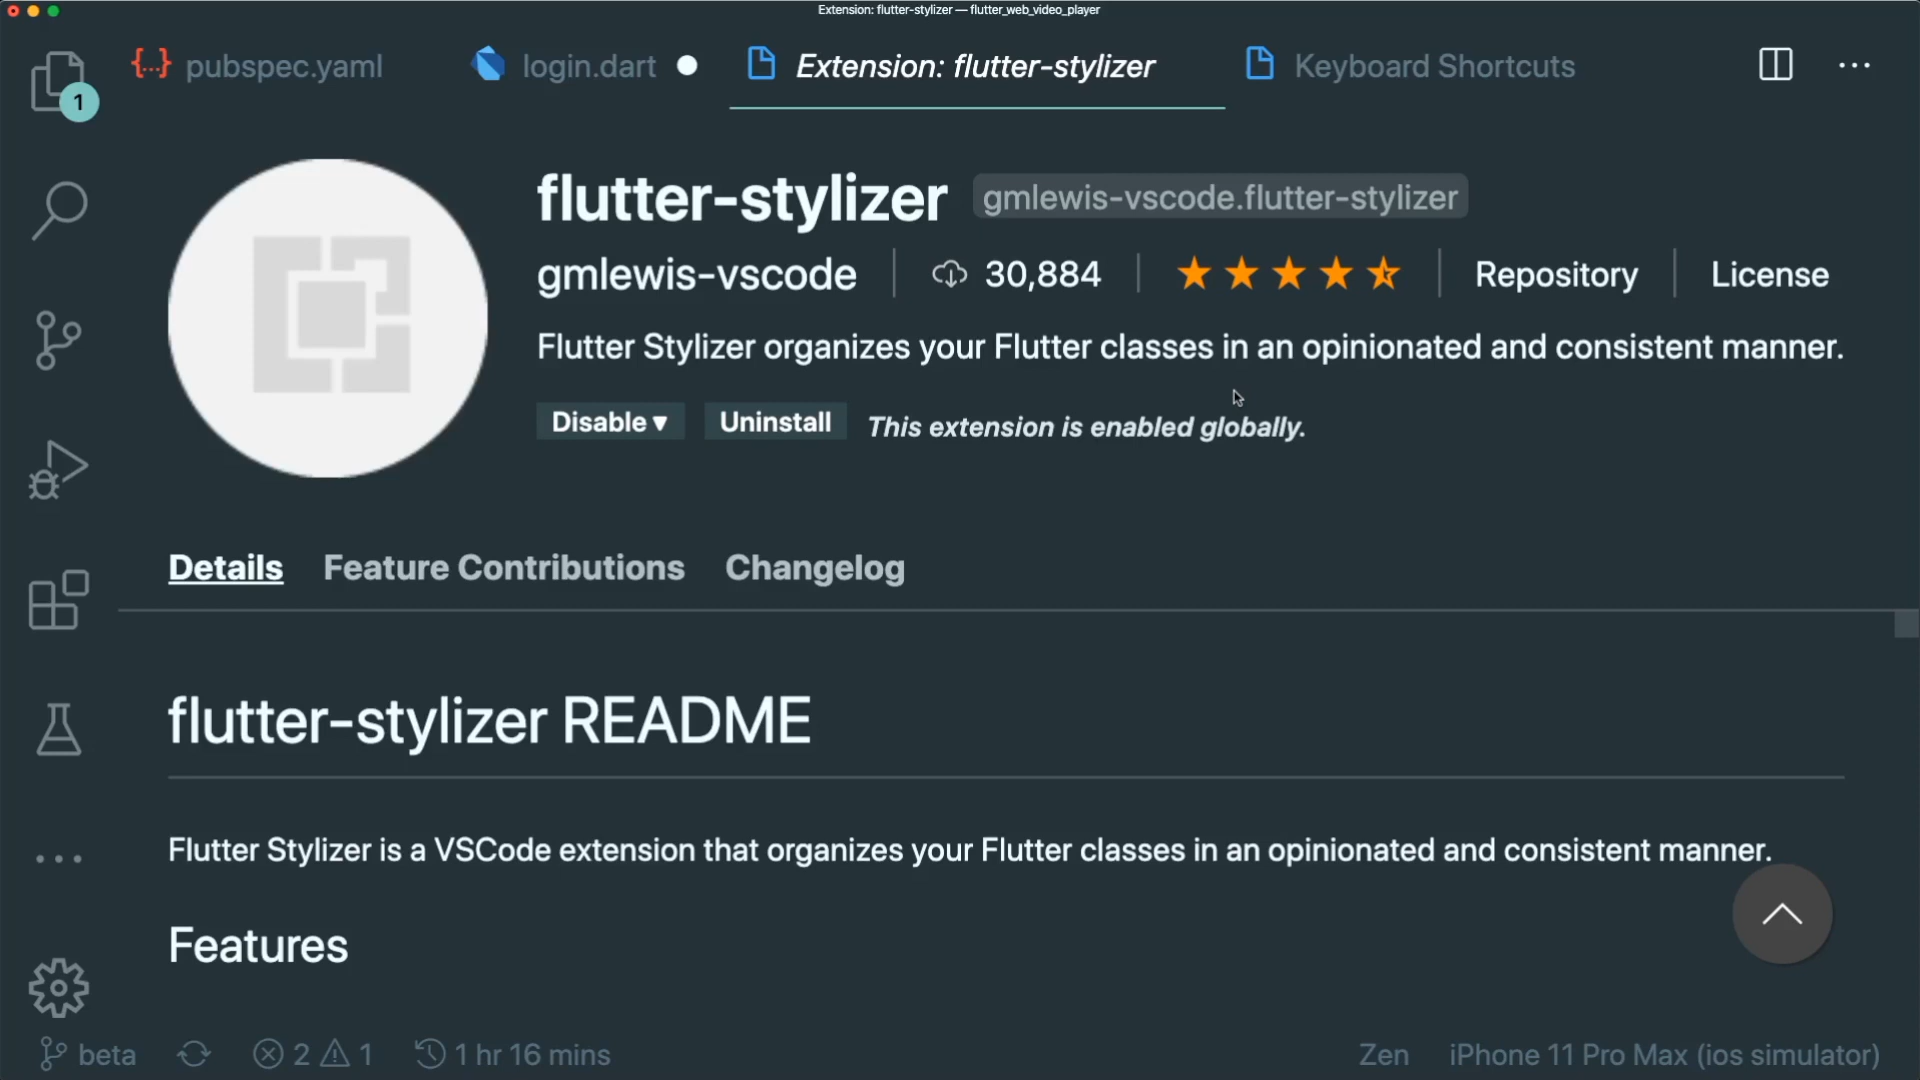 Extension: flutter-stylizer — flutter_web_video_player
{...} pubspec.yaml
login.dart
Extension: flutter-stylizer
Keyboard Shortcuts
1
flutter-stylizer gmlewis-vscode.flutter-stylizer
gmlewis-vscode 30,884 Repository License
Flutter Stylizer organizes your Flutter classes in an opinionated and consistent manner.
Disable ▾ Uninstall This extension is enabled globally.
Details Feature Contributions Changelog
flutter-stylizer README
Flutter Stylizer is a VSCode extension that organizes your Flutter classes in an opinionated and consistent manner.
Features
beta 2 1 1 hr 16 mins Zen iPhone 11 Pro Max (ios simulator)